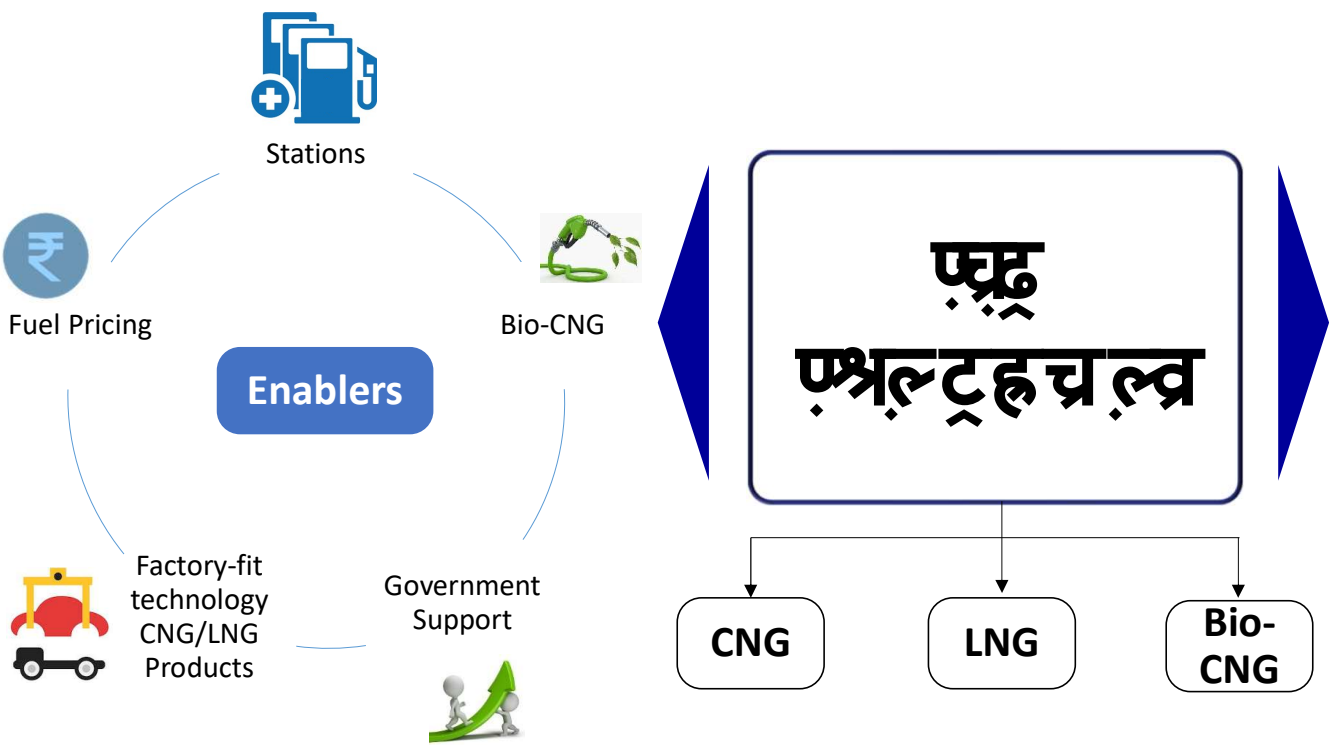 Stations
Fuel Pricing
Bio-CNG
Enablers
Factory-fit
technology
CNG/LNG
Products
Government
Support
CNG
LNG
Bio-
CNG